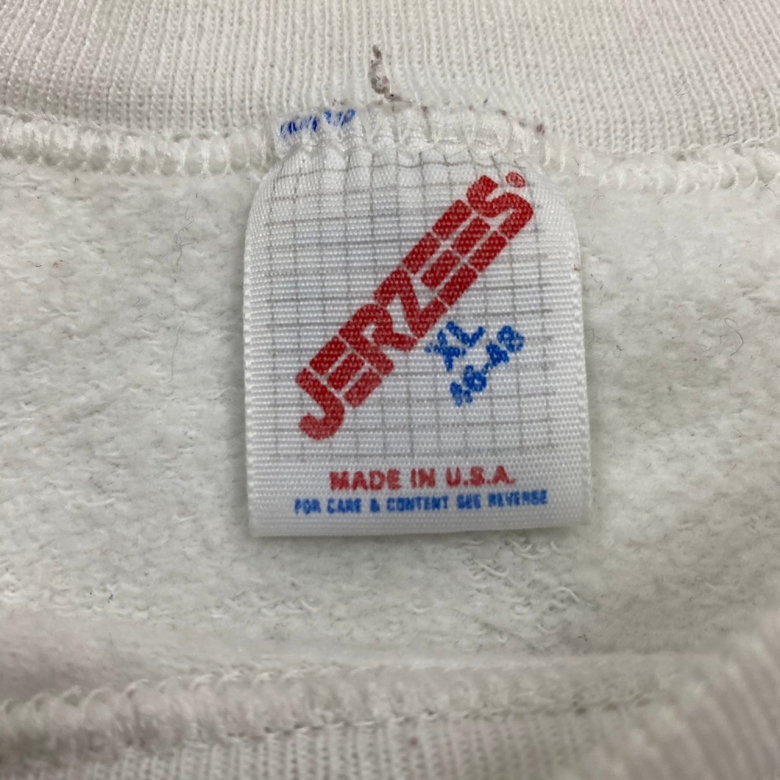 JERZEES®
XL
46-48
MADE IN U.S.A.
FOR CARE & CONTENT SEE REVERSE